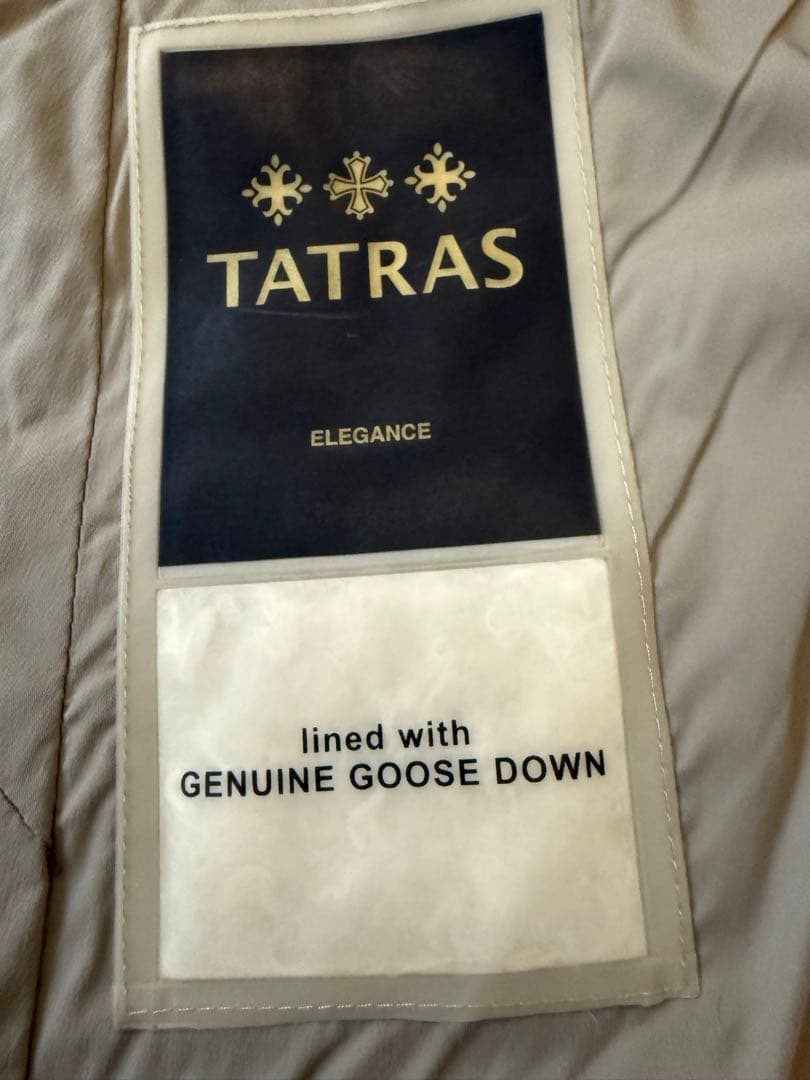 TATRAS
ELEGANCE
lined with
GENUINE GOOSE DOWN